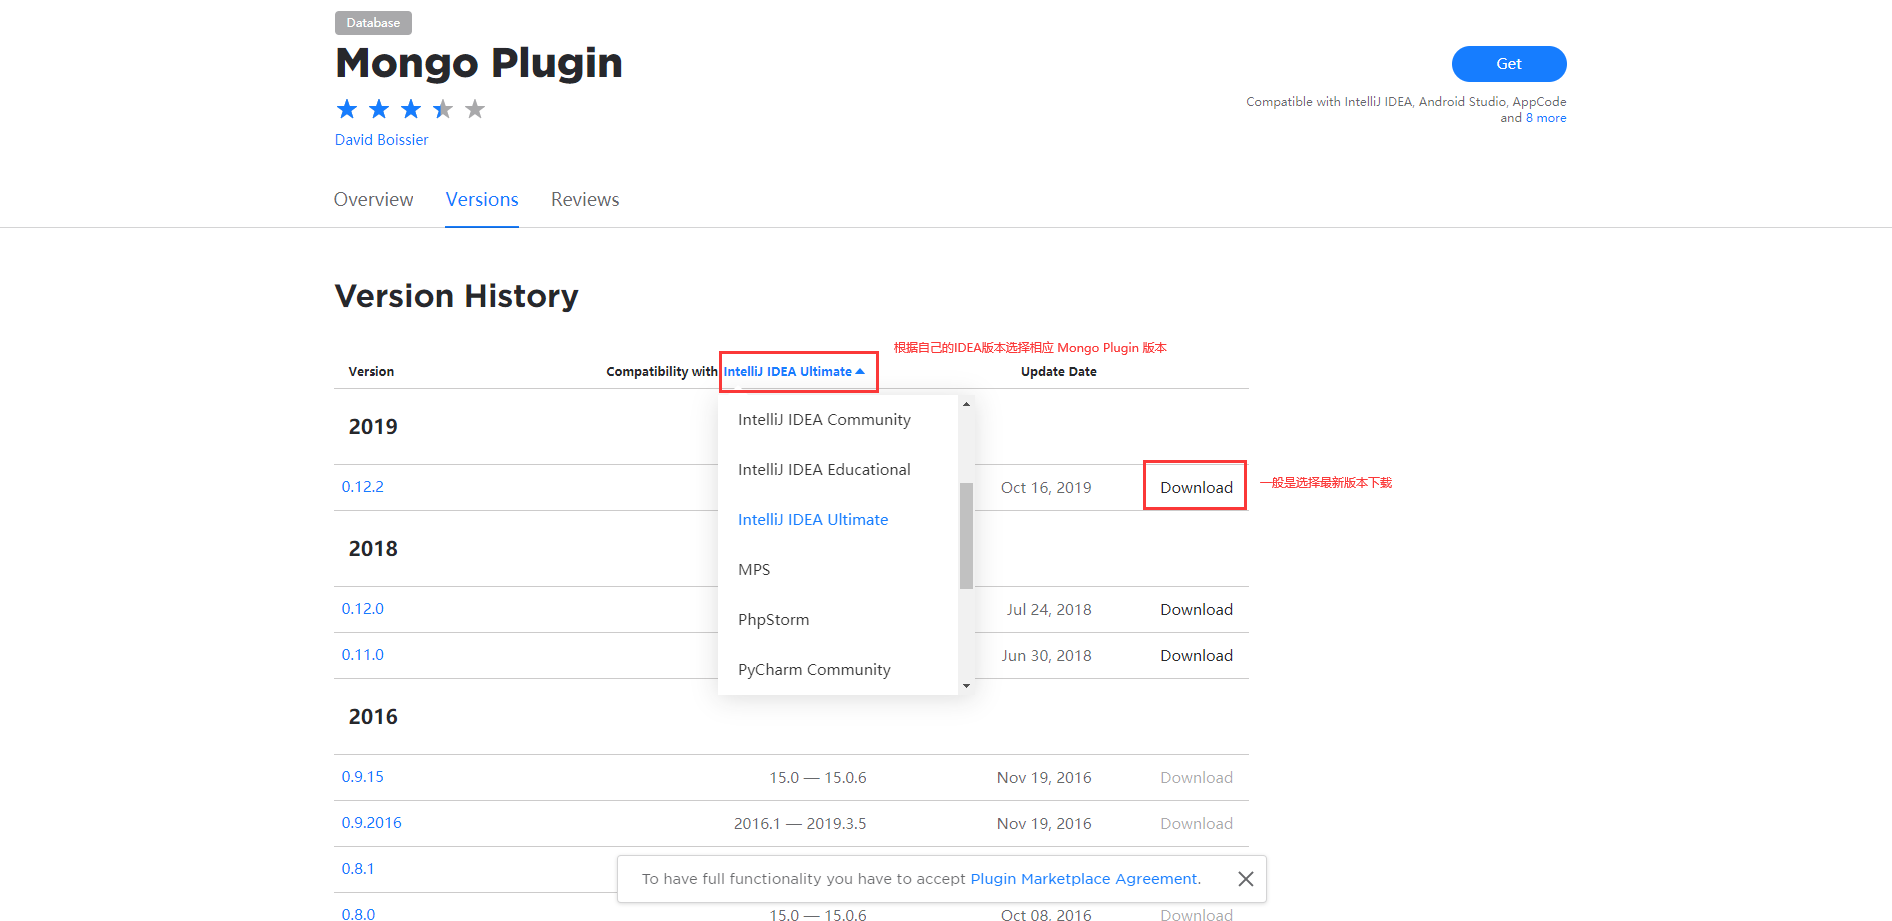 Database
Mongo Plugin
Get
Compatible with IntelliJ IDEA, Android Studio, AppCode
and 8 more
David Boissier
Overview Versions Reviews
Version History
根据自己的IDEA版本选择相应 Mongo Plugin 版本
Version Compatibility with IntelliJ IDEA Ultimate Update Date
IntelliJ IDEA Community
2019
IntelliJ IDEA Educational
0.12.2 Oct 16, 2019 Download 一般是选择最新版本下载
IntelliJ IDEA Ultimate
2018
MPS
0.12.0 Jul 24, 2018 Download
PhpStorm
0.11.0 Jun 30, 2018 Download
PyCharm Community
2016
0.9.15 15.0 — 15.0.6 Nov 19, 2016 Download
0.9.2016 2016.1 — 2019.3.5 Nov 19, 2016 Download
0.8.1
To have full functionality you have to accept Plugin Marketplace Agreement.
0.8.0 15.0 — 15.0.6 Oct 08, 2016 Download